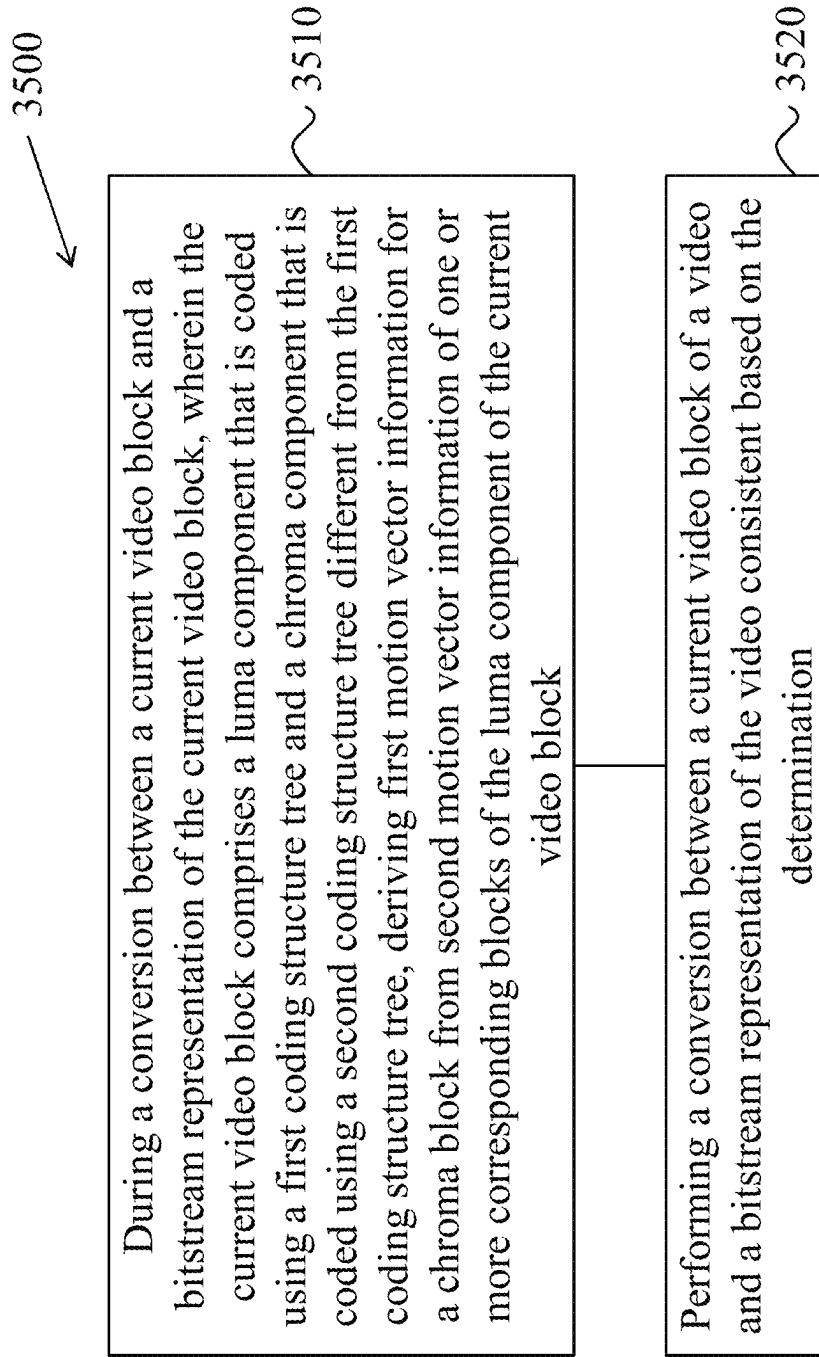 3500
During a conversion between a current video block and a
bitstream representation of the current video block, wherein the
current video block comprises a luma component that is coded
using a first coding structure tree and a chroma component that is
coded using a second coding structure tree different from the first
coding structure tree, deriving first motion vector information for
a chroma block from second motion vector information of one or
more corresponding blocks of the luma component of the current
video block
3510
Performing a conversion between a current video block of a video
and a bitstream representation of the video consistent based on the
determination
3520